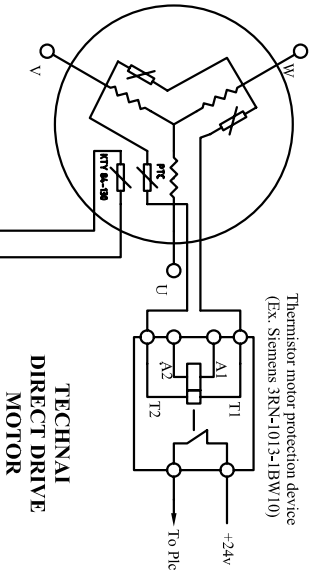 Thermistor motor protection device
(Ex. Siemens 3RN-1013-1BW10)
W
V
U
PTC
KTY 84-130
A1
A2
T1
T2
+24v
To Plc
TECHNAI
DIRECT DRIVE
MOTOR